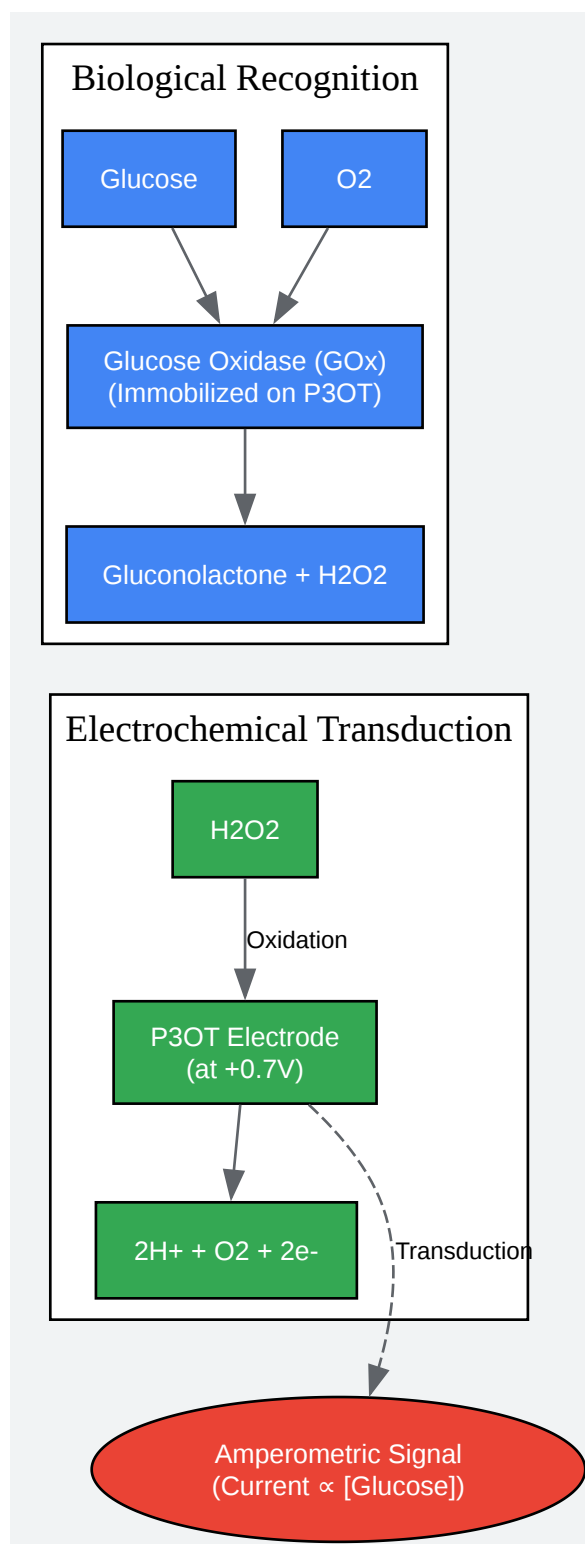 Biological Recognition
Glucose
O2
Glucose Oxidase (GOx)
(Immobilized on P3OT)
Gluconolactone + H2O2
Electrochemical Transduction
H2O2
Oxidation
P3OT Electrode
(at +0.7V)
2H+ + O2 + 2e-
Transduction
Amperometric Signal
(Current ∝ [Glucose])